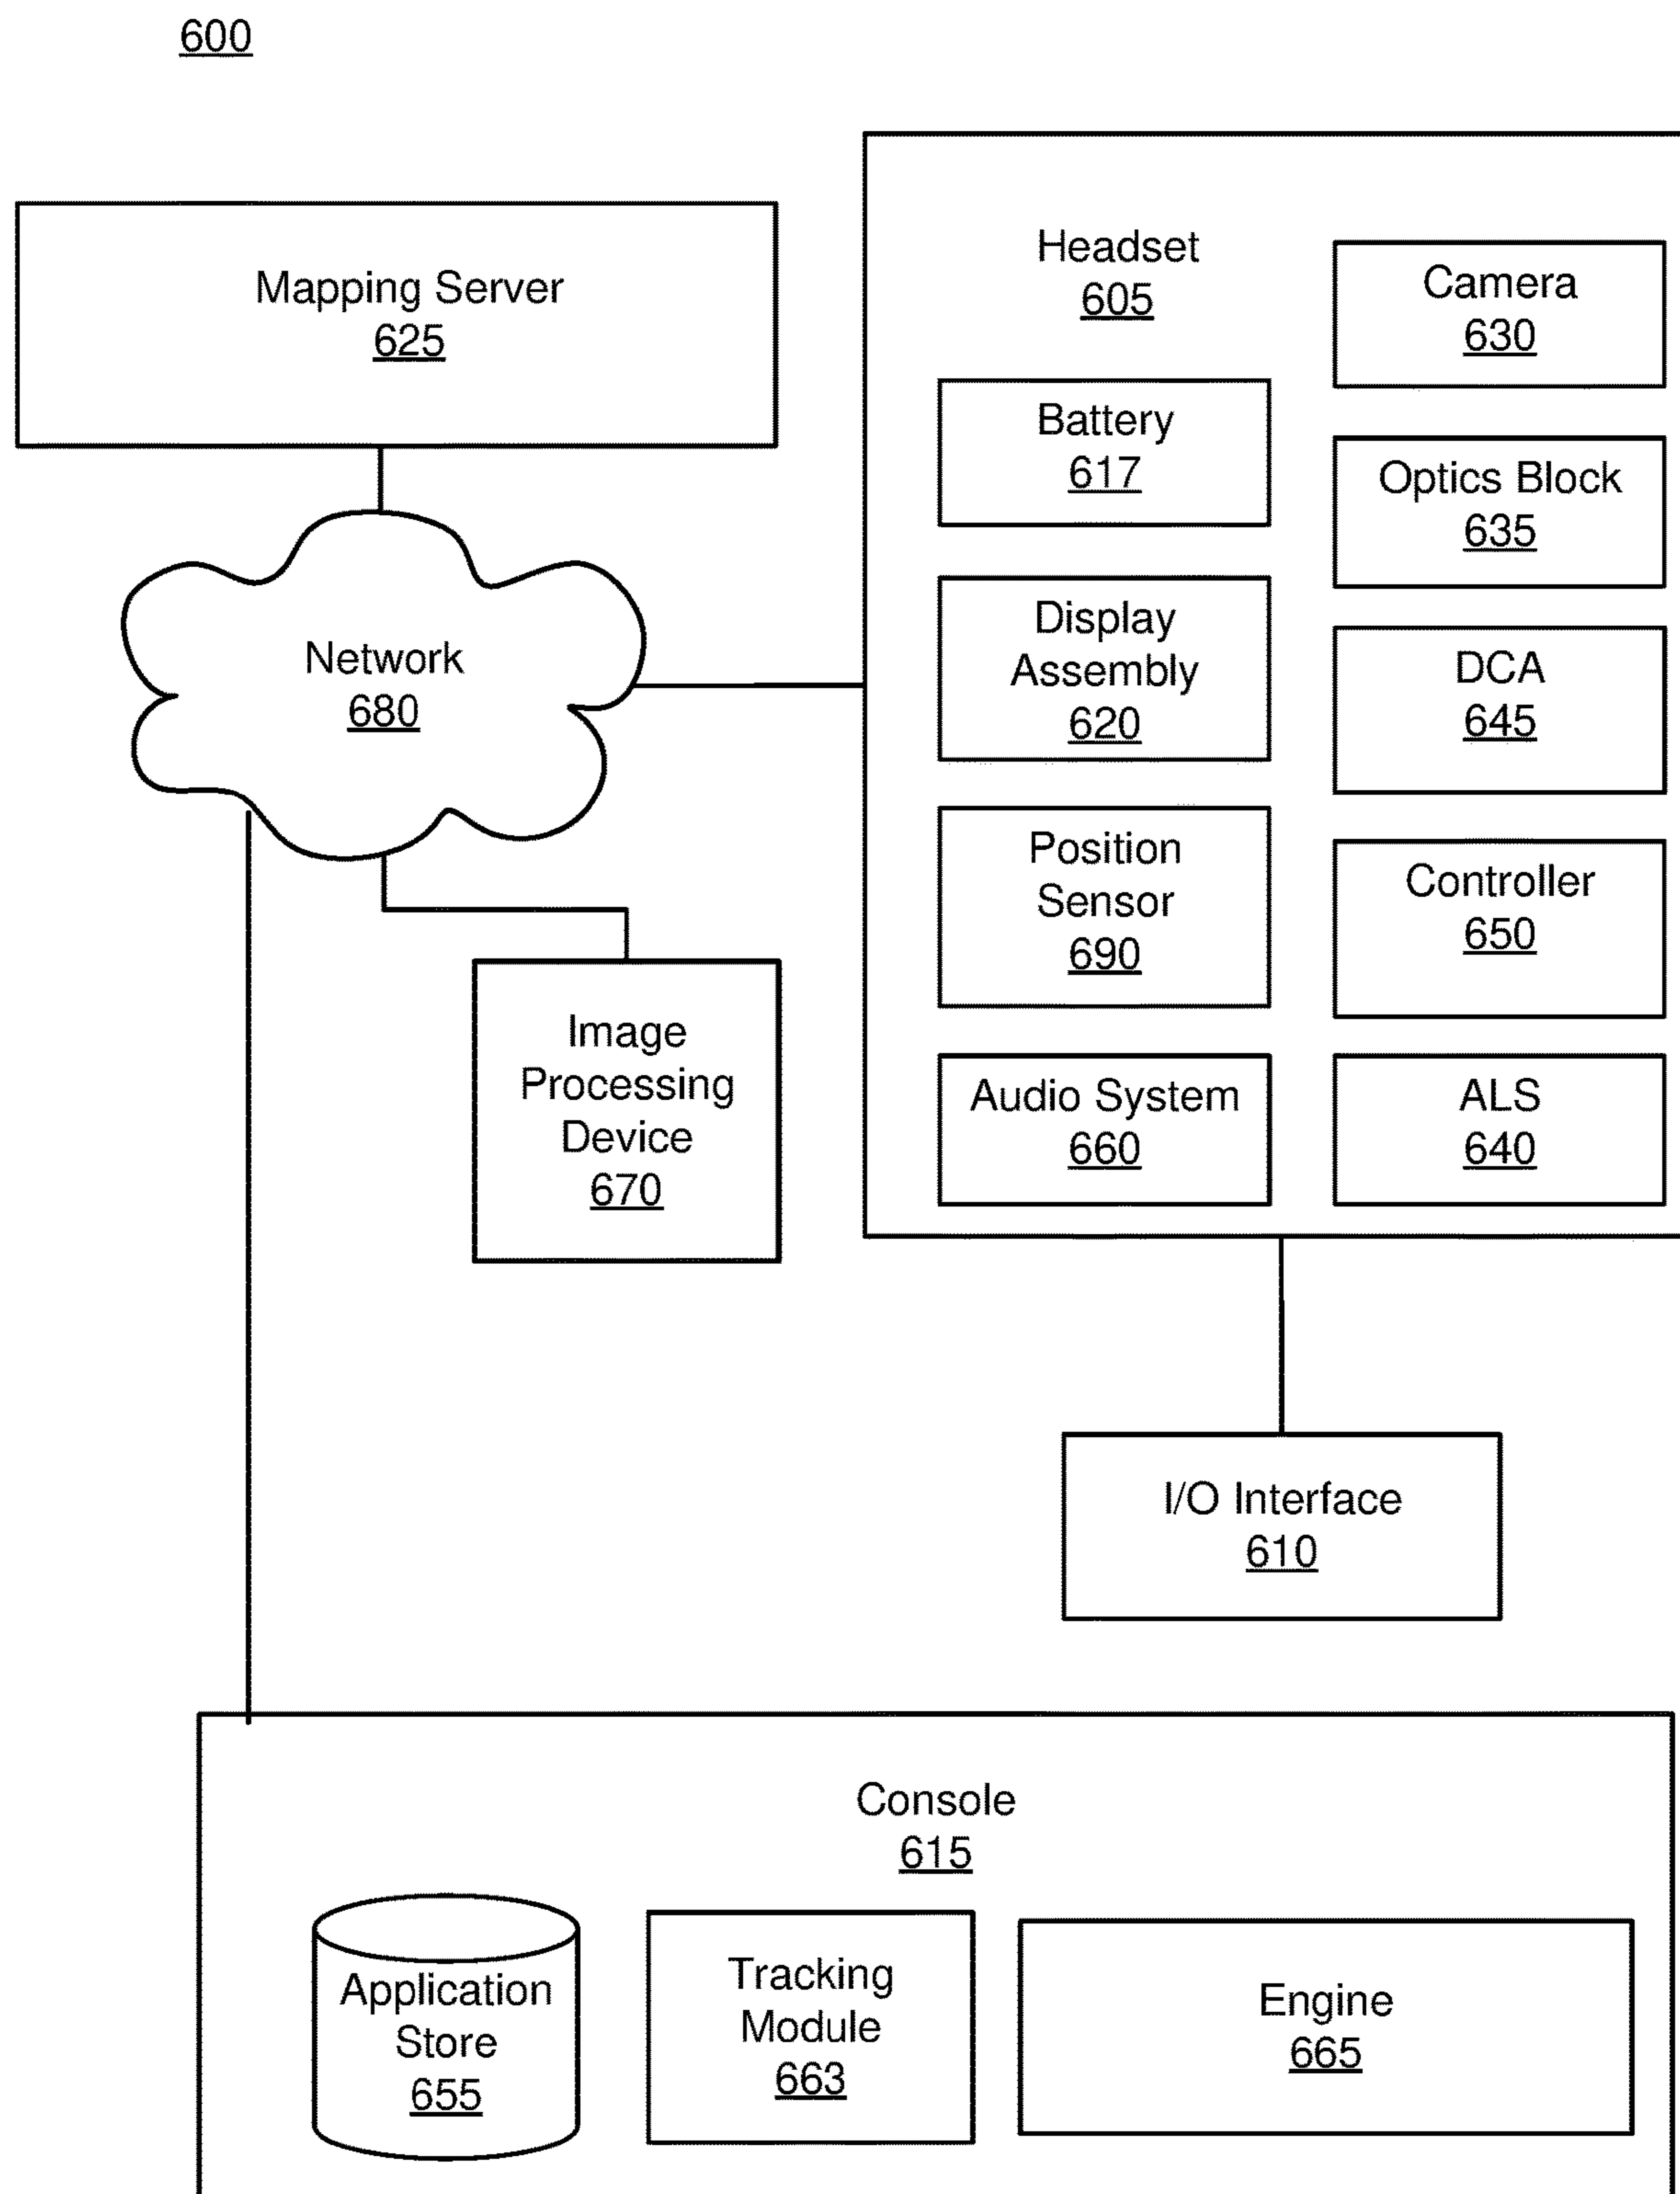 600
Mapping Server
625
Network
680
Image
Processing
Device
670
Headset
605
Battery
617
Display
Assembly
620
Position
Sensor
690
Audio System
660
Camera
630
Optics Block
635
DCA
645
Controller
650
ALS
640
I/O Interface
610
Console
615
Application
Store
655
Tracking
Module
663
Engine
665